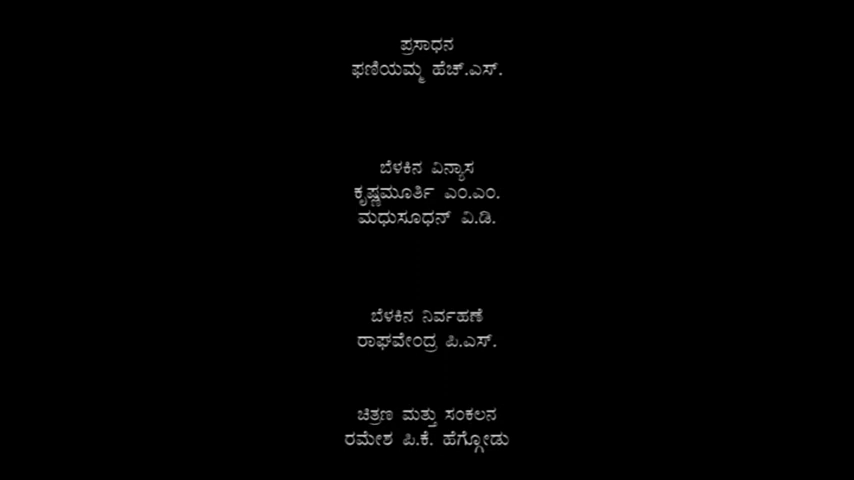 ಪ್ರಸಾಧನ
ಫಣಿಯಮ್ಮ ಹೆಚ್.ಎಸ್.
ಬೆಳಕಿನ ವಿನ್ಯಾಸ
ಕೃಷ್ಣಮೂರ್ತಿ ಎಂ.ಎಂ.
ಮಧುಸೂಧನ್ ವಿ.ಡಿ.
ಬೆಳಕಿನ ನಿರ್ವಹಣೆ
ರಾಘವೇಂದ್ರ ಪಿ.ಎಸ್.
ಚಿತ್ರಣ ಮತ್ತು ಸಂಕಲನ
ರಮೇಶ ಪಿ.ಕೆ. ಹೆಗ್ಗೋಡು